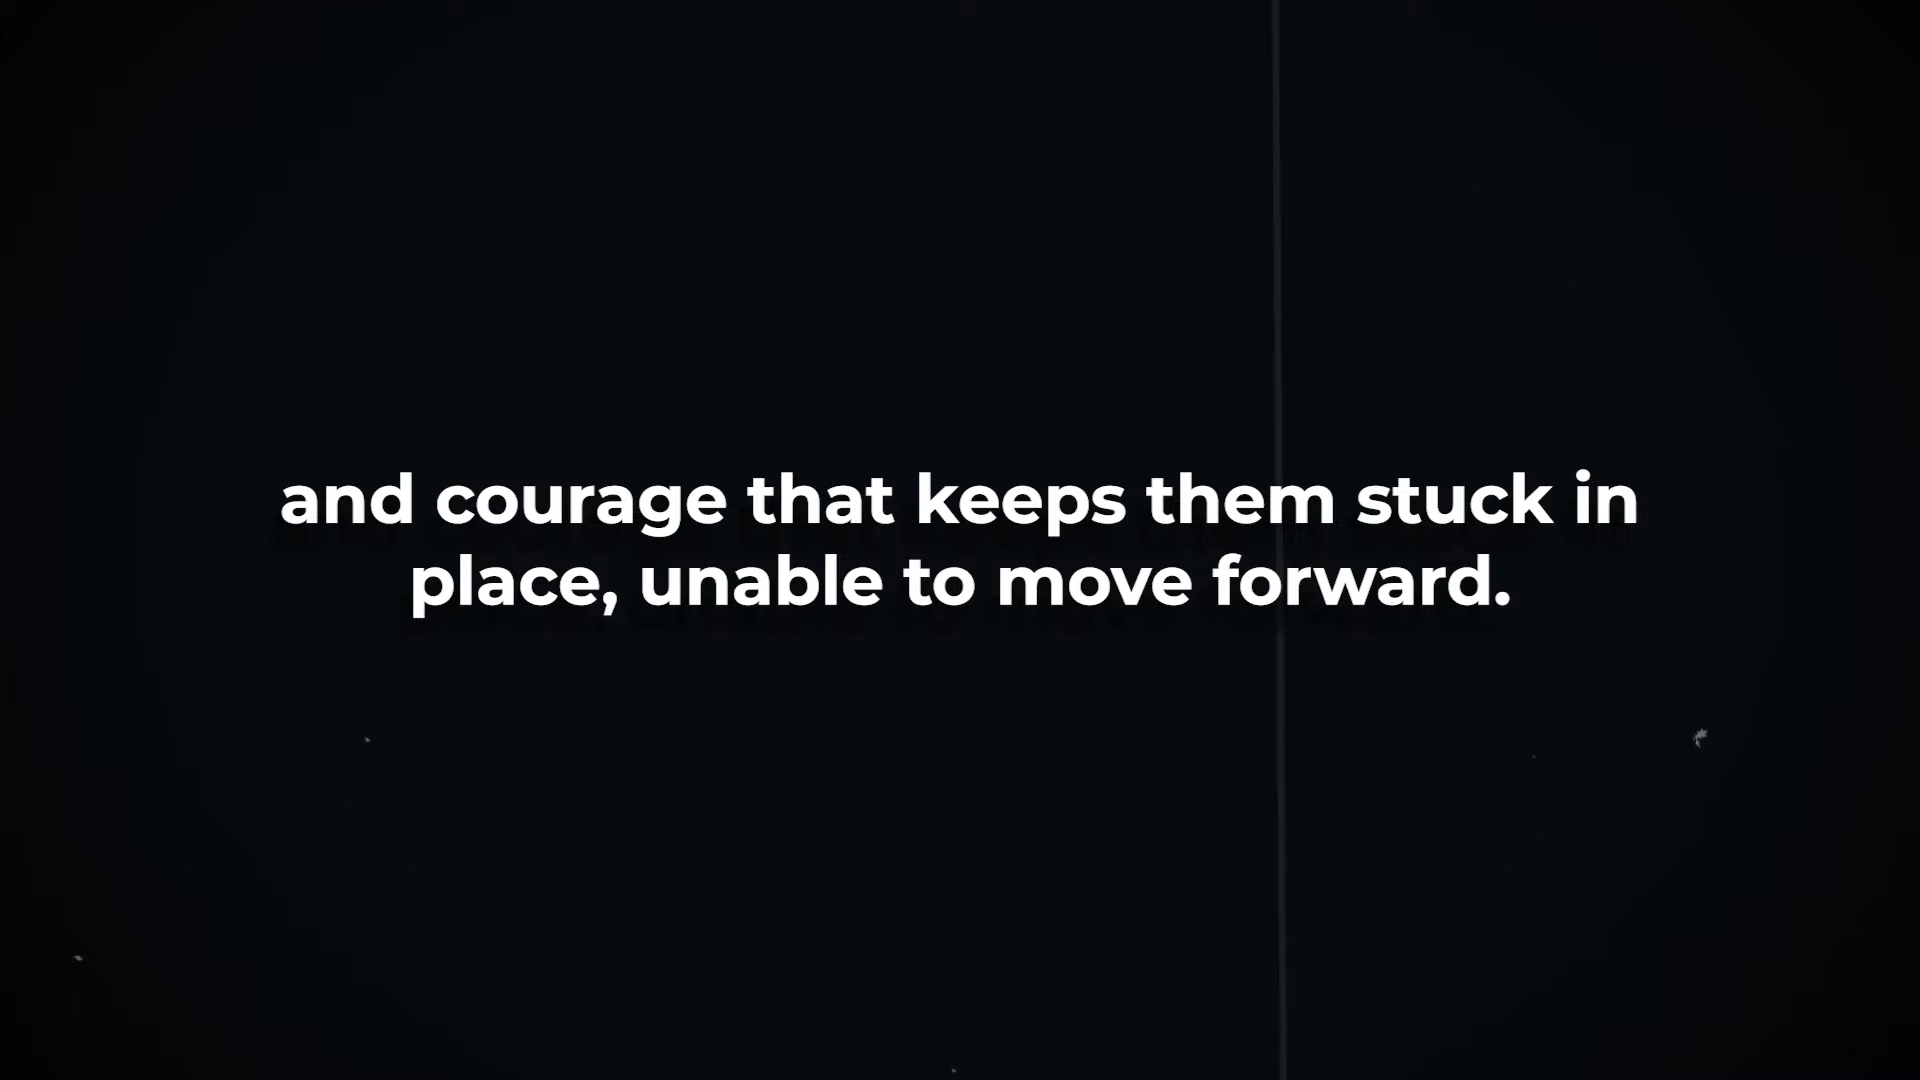 and courage that keeps them stuck in
place, unable to move forward.